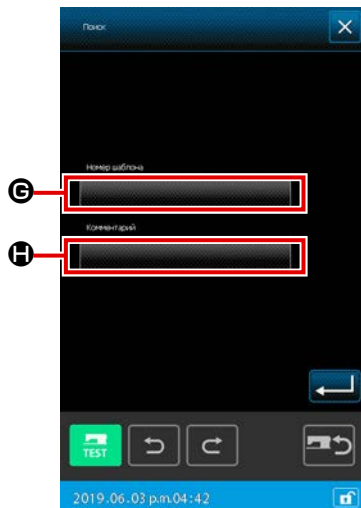 Поиск
Номер шаблона
G
Комментарий
H
TEST
2019.06.03 p.m.04:42